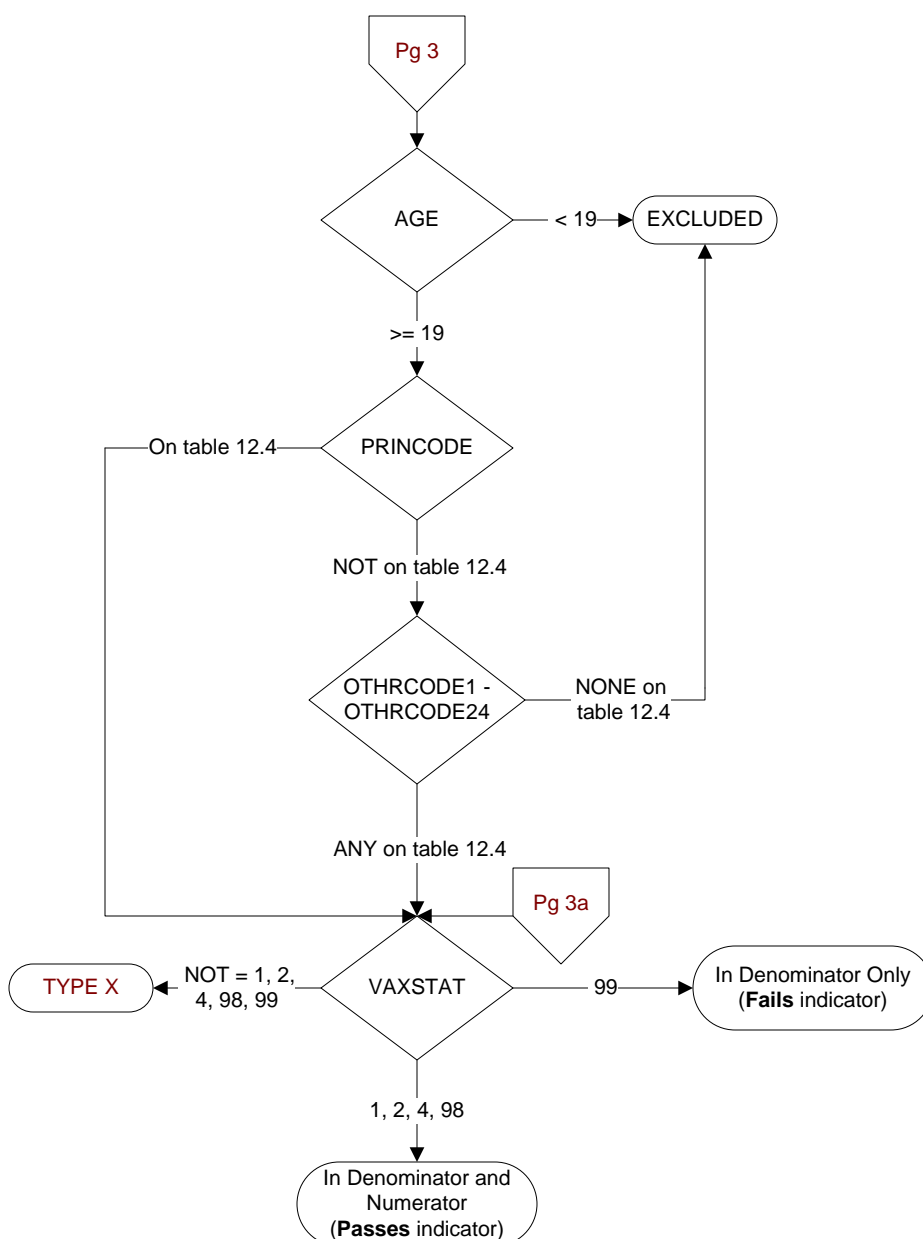 Pg 3
AGE
< 19
EXCLUDED
>= 19
On table 12.4
PRINCODE
NOT on table 12.4
OTHRCODE1 -
OTHRCODE24
NONE on
table 12.4
ANY on table 12.4
Pg 3a
TYPE X
NOT = 1, 2,
4, 98, 99
VAXSTAT
99
In Denominator Only
(Fails indicator)
1, 2, 4, 98
In Denominator and
Numerator
(Passes indicator)